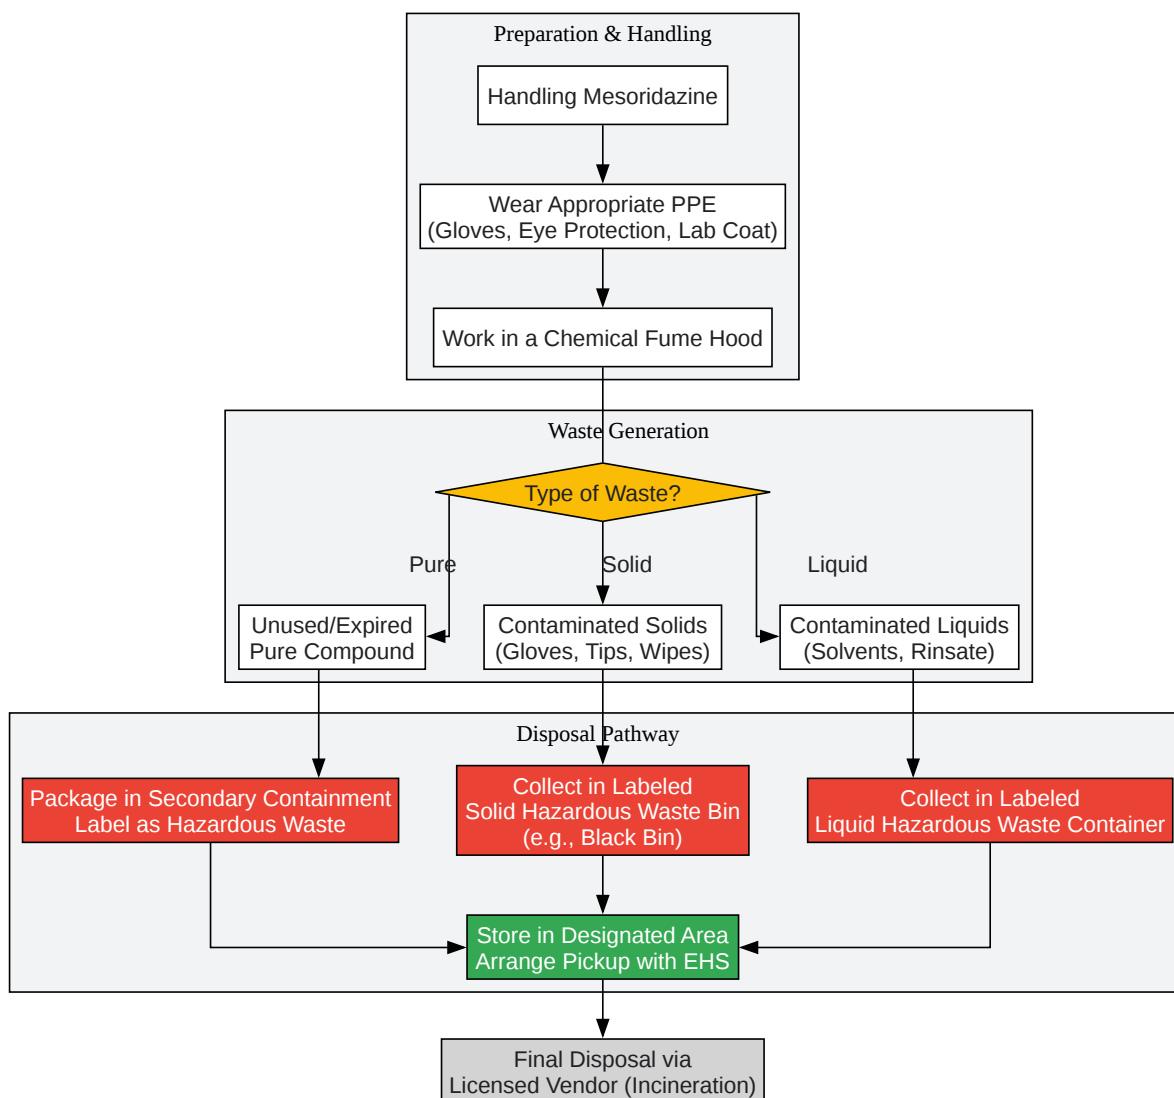 Preparation & Handling
Handling Mesoridazine
Wear Appropriate PPE
(Gloves, Eye Protection, Lab Coat)
Work in a Chemical Fume Hood
Waste Generation
Type of Waste?
Pure
Solid
Liquid
Unused/Expired
Pure Compound
Contaminated Solids
(Gloves, Tips, Wipes)
Contaminated Liquids
(Solvents, Rinsate)
Disposal Pathway
Package in Secondary Containment
Label as Hazardous Waste
Collect in Labeled
Solid Hazardous Waste Bin
(e.g., Black Bin)
Collect in Labeled
Liquid Hazardous Waste Container
Store in Designated Area
Arrange Pickup with EHS
Final Disposal via
Licensed Vendor (Incineration)